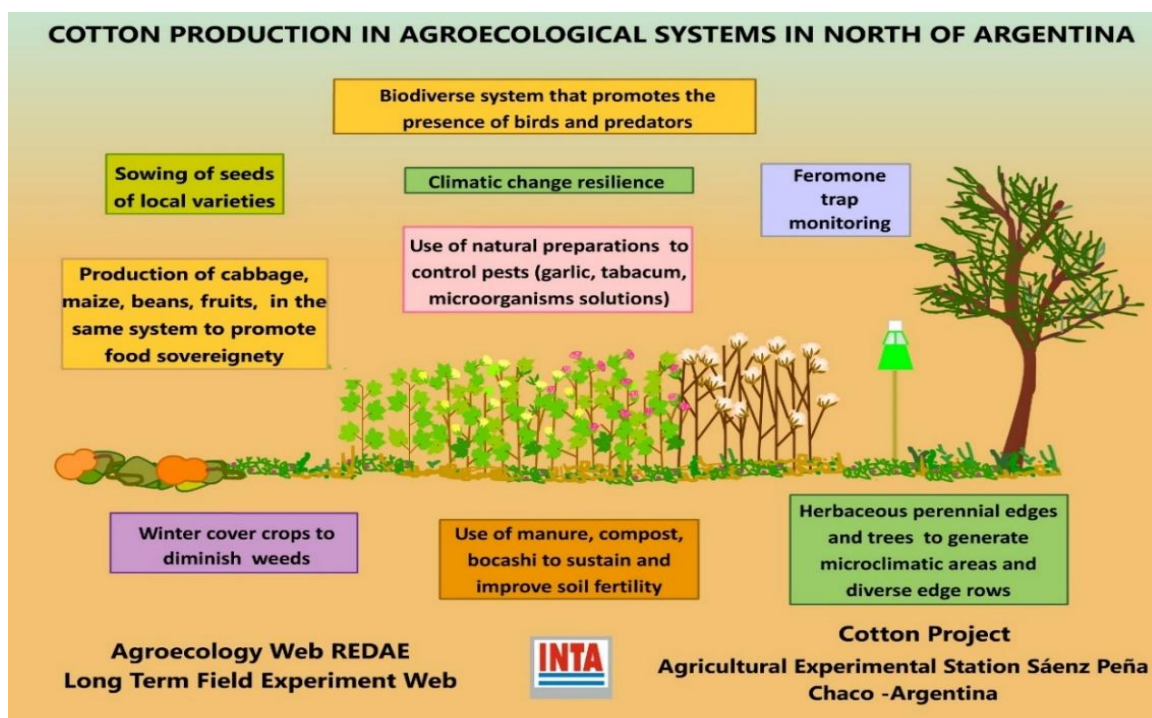 COTTON PRODUCTION IN AGROECOLOGICAL SYSTEMS IN NORTH OF ARGENTINA
Biodiverse system that promotes the
presence of birds and predators
Sowing of seeds
of local varieties
Climatic change resilience
Feromone
trap
monitoring
Production of cabbage,
maize, beans, fruits, in the
same system to promote
food sovereignety
Use of natural preparations to
control pests (garlic, tabacum,
microorganisms solutions)
Winter cover crops to
diminish weeds
Use of manure, compost,
bocashi to sustain and
improve soil fertility
Herbaceous perennial edges
and trees to generate
microclimatic areas and
diverse edge rows
Agroecology Web REDAE
Long Term Field Experiment Web
INTA
Cotton Project
Agricultural Experimental Station Sáenz Peña
Chaco -Argentina